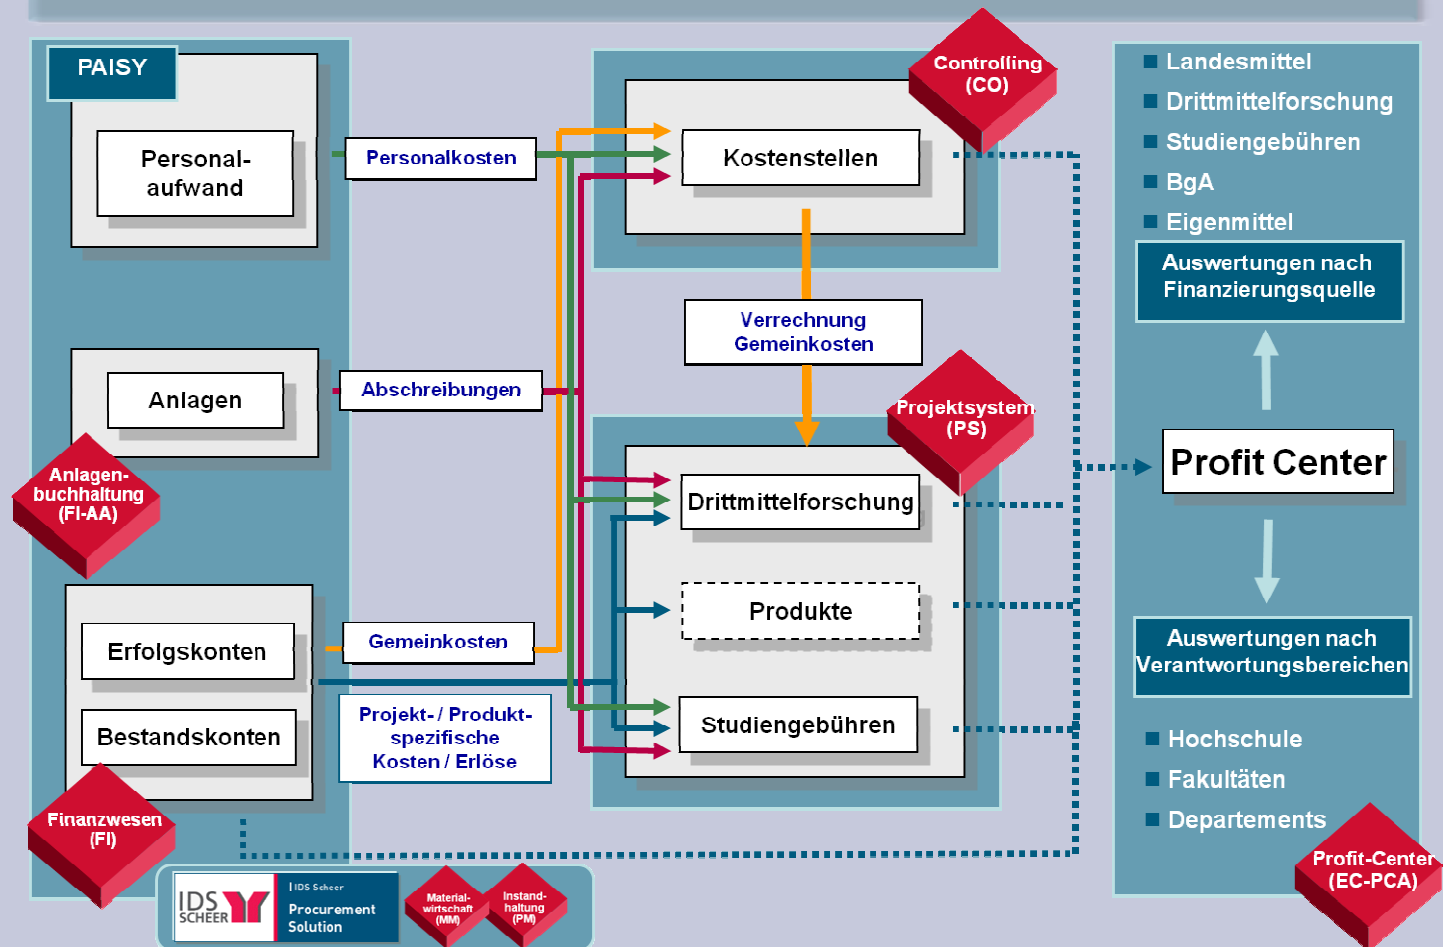 PAISY
Personal-
aufwand
Anlagen
Anlagen-
buchhaltung
(FI-AA)
Erfolgskonten
Bestandskonten
Finanzwesen
(FI)
Personalkosten
Abschreibungen
Gemeinkosten
Projekt- / Produkt-
spezifische
Kosten / Erlöse
Controlling
(CO)
Kostenstellen
Verrechnung
Gemeinkosten
Projektsystem
(PS)
Drittmittelforschung
Produkte
Studiengebühren
Landesmittel
Drittmittelforschung
Studiengebühren
BgA
Eigenmittel
Auswertungen nach
Finanzierungsquelle
Profit Center
Auswertungen nach
Verantwortungsbereichen
Hochschule
Fakultäten
Departements
Profit-Center
(EC-PCA)
IDS
SCHEER
IDS Scheer
Procurement
Solution
Material-
wirtschaft
(MM)
Instand-
haltung
(PM)